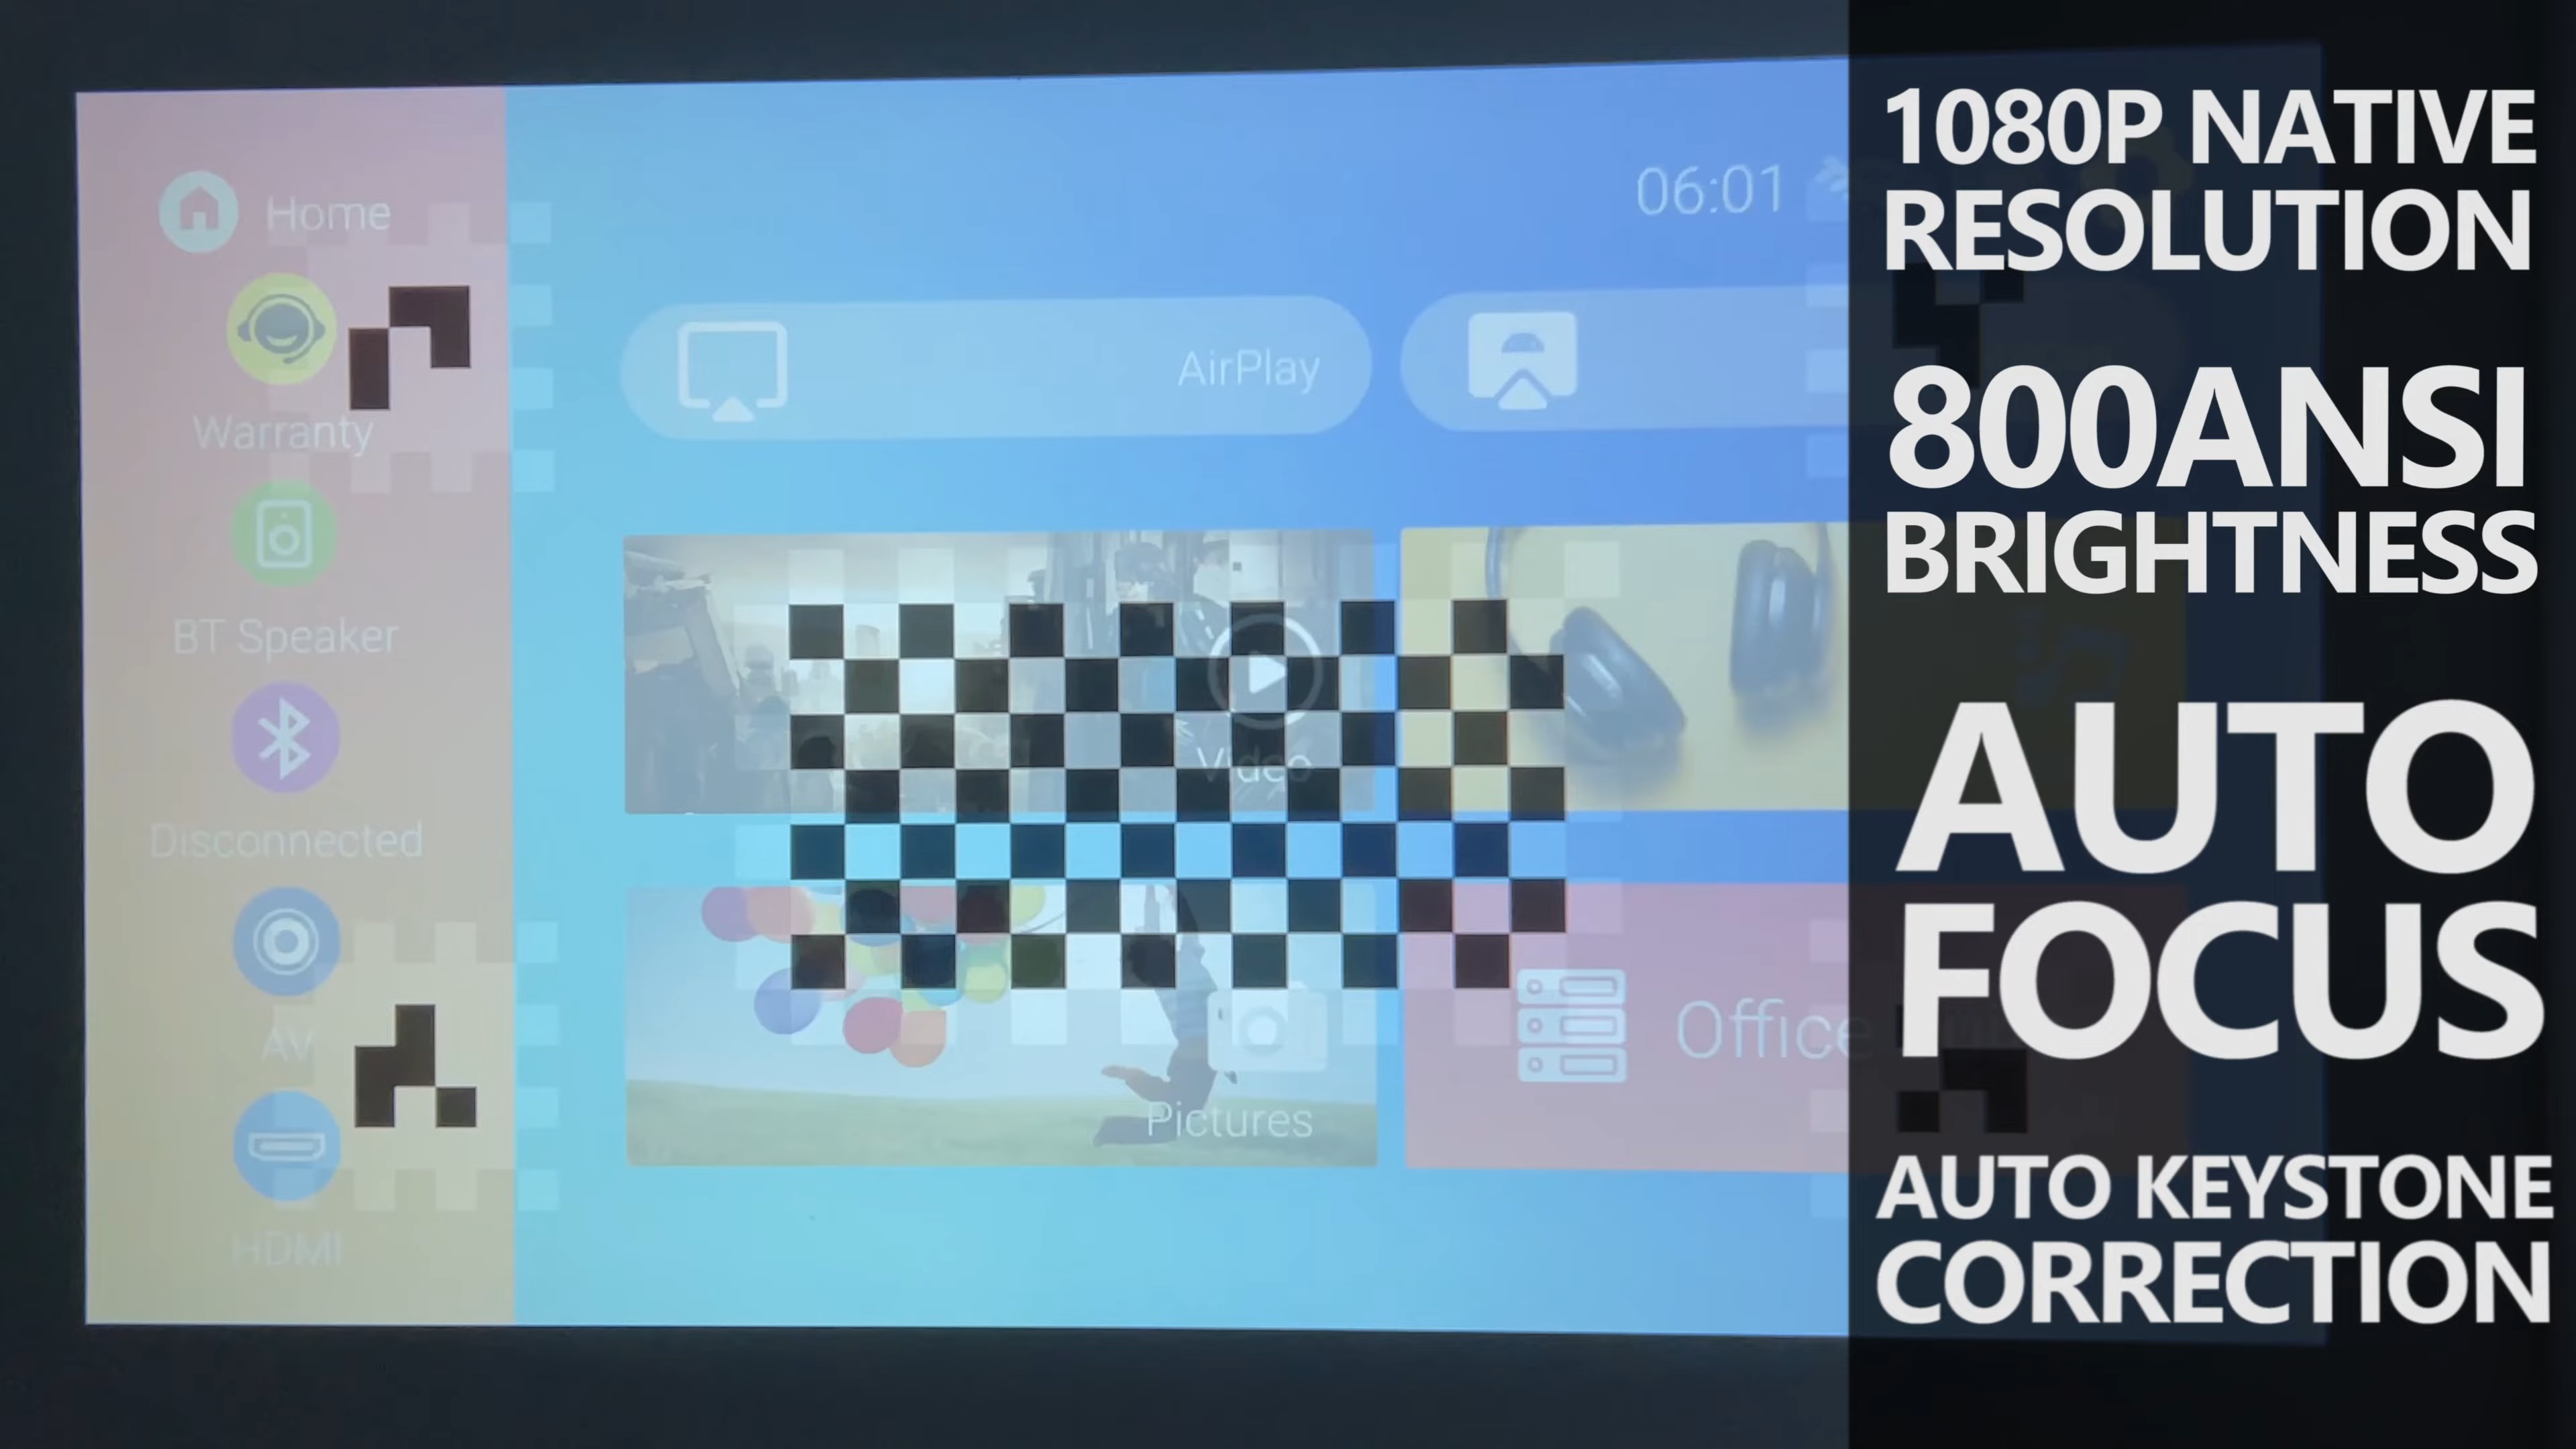 Home
06:01
Warranty
AirPlay
BT Speaker
Video
Disconnected
AV
Office
Pictures
HDMI
1080P NATIVE
RESOLUTION
800ANSI
BRIGHTNESS
AUTO
FOCUS
AUTO KEYSTONE
CORRECTION